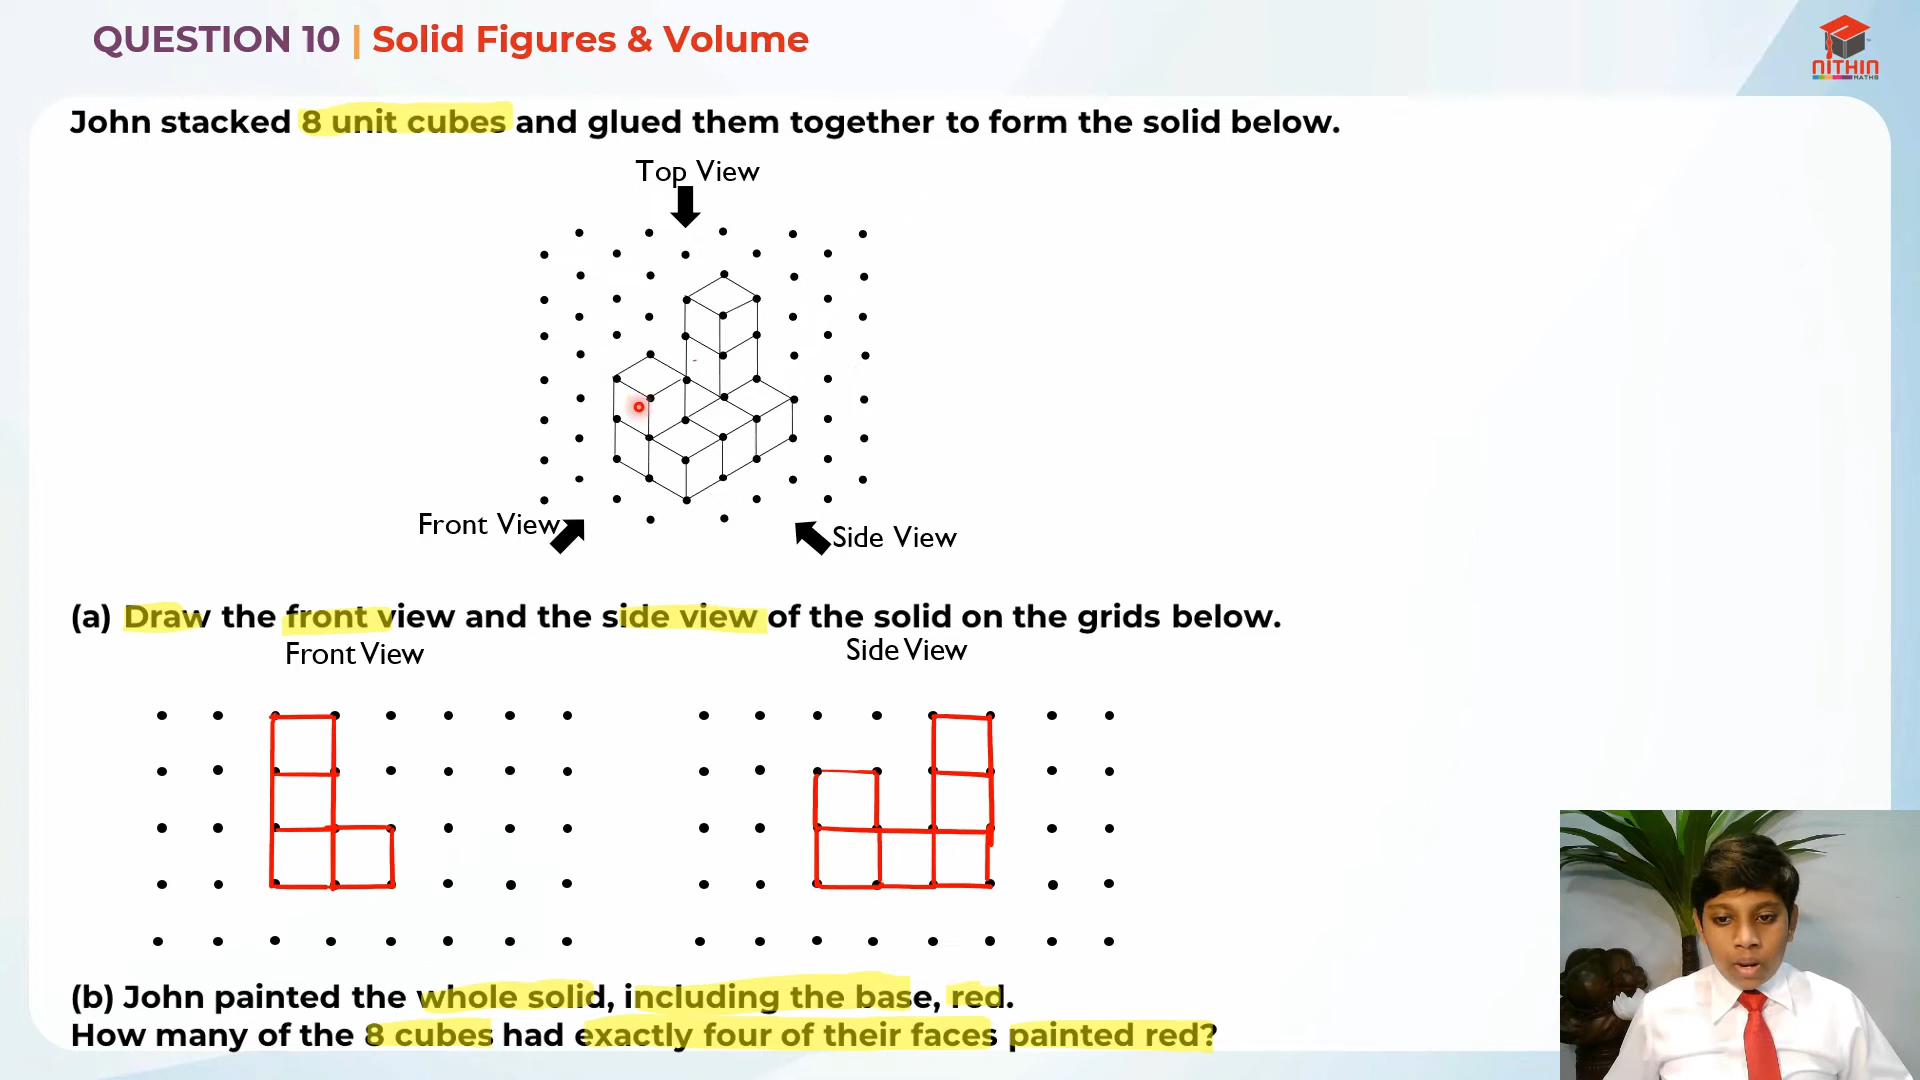 QUESTION 10 | Solid Figures & Volume
NITHIN
MATHS
John stacked 8 unit cubes and glued them together to form the solid below.
Top View
Front View
Side View
(a) Draw the front view and the side view of the solid on the grids below.
Front View
Side View
(b) John painted the whole solid, including the base, red.
How many of the 8 cubes had exactly four of their faces painted red?